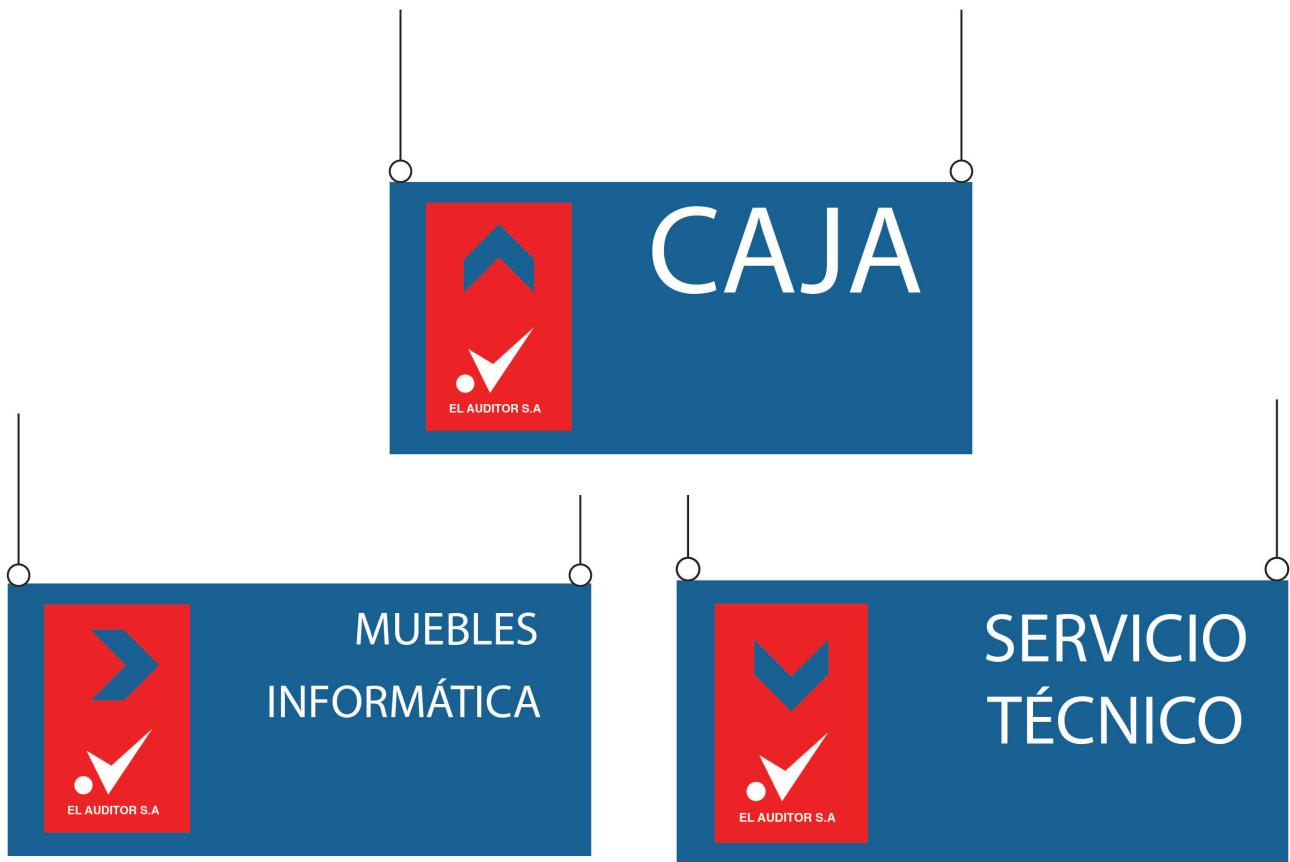 CAJA
EL AUDITOR S.A
MUEBLES
INFORMÁTICA
EL AUDITOR S.A
SERVICIO
TÉCNICO
EL AUDITOR S.A